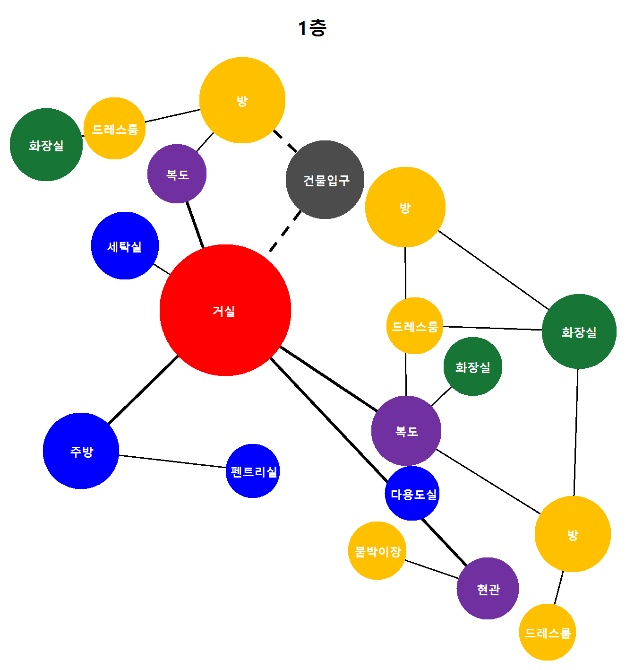 1층
방
드레스룸
화장실
복도
건물입구
방
세탁실
거실
드레스룸
화장실
화장실
복도
주방
펜트리실
다용도실
방
붙박이장
현관
드레스룸